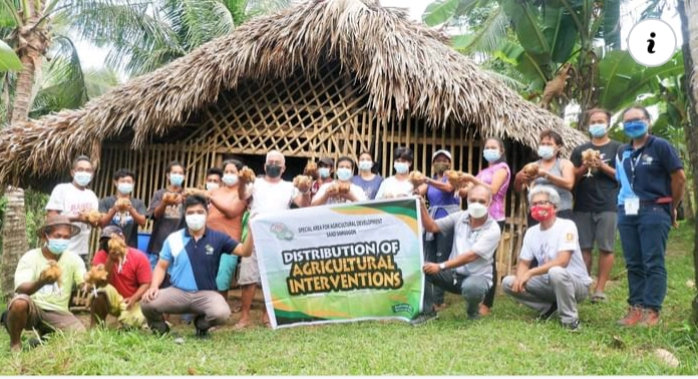 SPECIAL AREA FOR AGRICULTURAL DEVELOPMENT
DISTRIBUTION OF
AGRICULTURAL
INTERVENTIONS
i